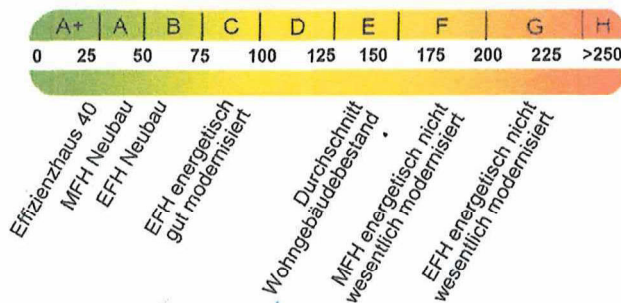 A+ A B C D E F G H
0 25 50 75 100 125 150 175 200 225 >250
Effizienzhaus 40
MFH Neubau
EFH Neubau
EFH energetisch
gut modernisiert
Durchschnitt
Wohngebäudebestand
MFH energetisch nicht
wesentlich modernisiert
EFH energetisch nicht
wesentlich modernisiert